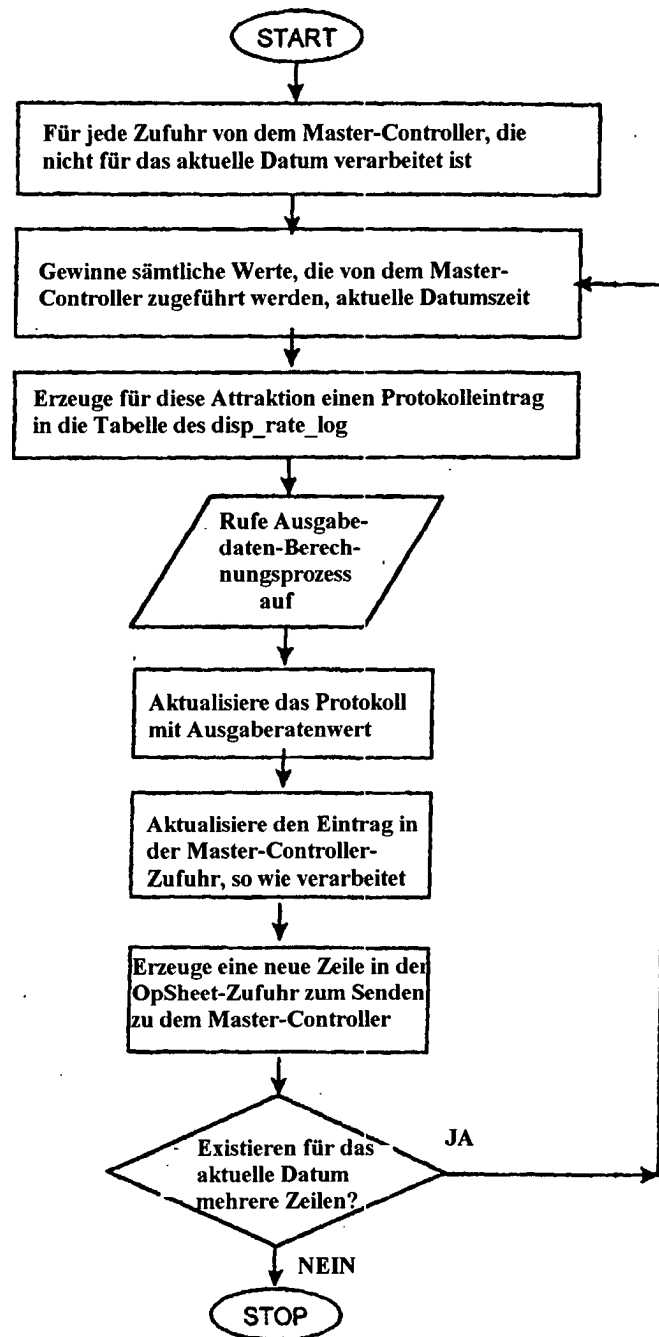 START
Für jede Zufuhr von dem Master-Controller, die
nicht für das aktuelle Datum verarbeitet ist
Gewinne sämtliche Werte, die von dem Master-
Controller zugeführt werden, aktuelle Datumszeit
Erzeuge für diese Attraktion einen Protokolleintrag
in die Tabelle des disp_rate_log
Rufe Ausgabe-
daten-Berech-
nungsprozess
auf
Aktualisiere das Protokoll
mit Ausgaberatenwert
Aktualisiere den Eintrag in
der Master-Controller-
Zufuhr, so wie verarbeitet
Erzeuge eine neue Zeile in der
OpSheet-Zufuhr zum Senden
zu dem Master-Controller
Existieren für das
aktuelle Datum
mehrere Zeilen?
JA
NEIN
STOP